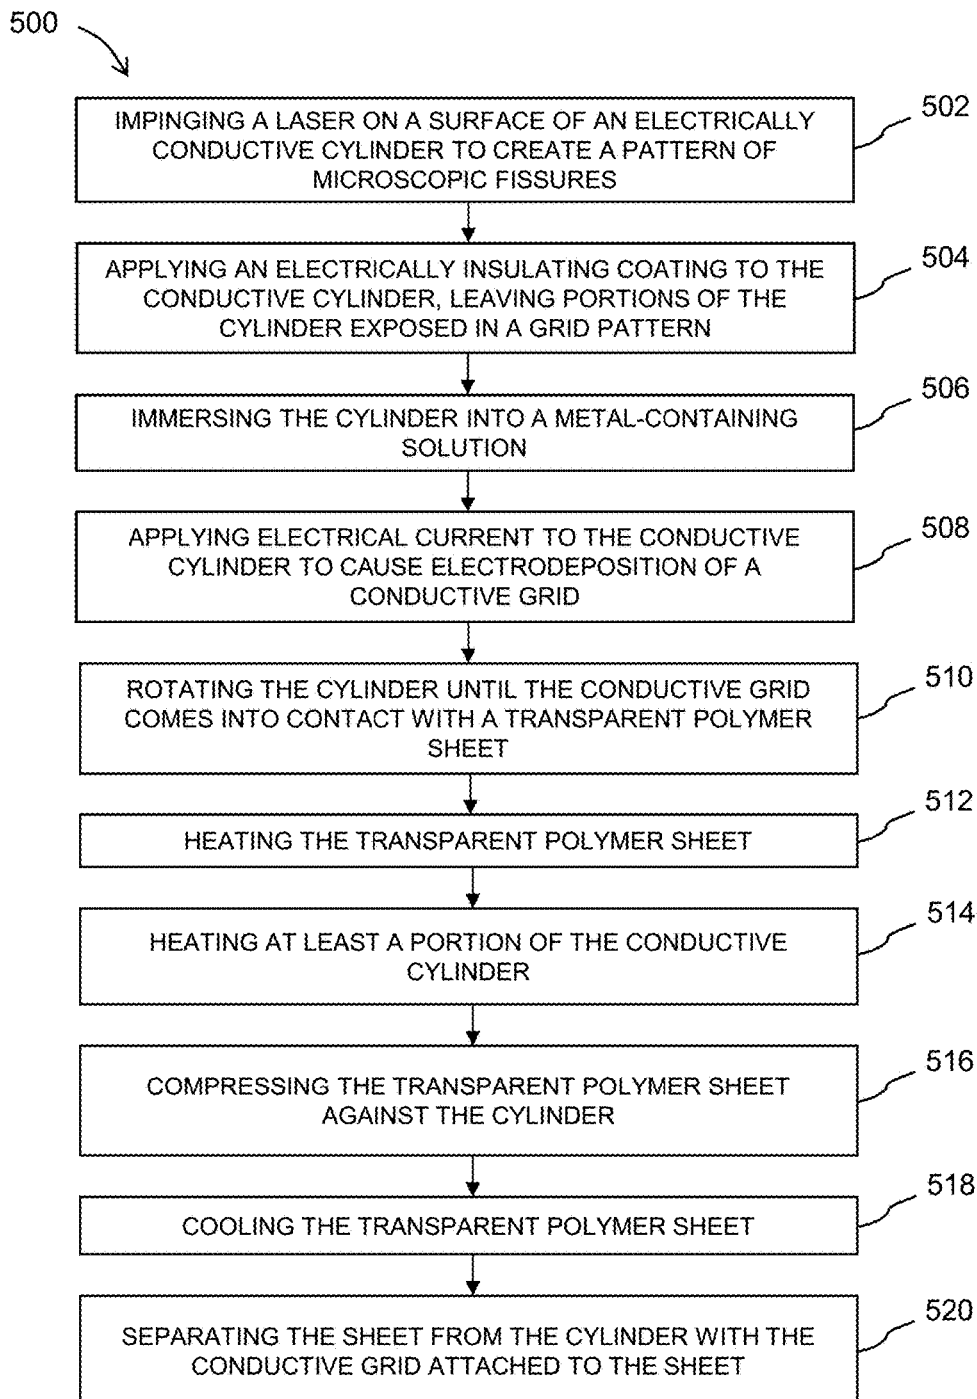 500
502
IMPINGING A LASER ON A SURFACE OF AN ELECTRICALLY
CONDUCTIVE CYLINDER TO CREATE A PATTERN OF
MICROSCOPIC FISSURES
504
APPLYING AN ELECTRICALLY INSULATING COATING TO THE
CONDUCTIVE CYLINDER, LEAVING PORTIONS OF THE
CYLINDER EXPOSED IN A GRID PATTERN
506
IMMERSING THE CYLINDER INTO A METAL-CONTAINING
SOLUTION
508
APPLYING ELECTRICAL CURRENT TO THE CONDUCTIVE
CYLINDER TO CAUSE ELECTRODEPOSITION OF A
CONDUCTIVE GRID
510
ROTATING THE CYLINDER UNTIL THE CONDUCTIVE GRID
COMES INTO CONTACT WITH A TRANSPARENT POLYMER
SHEET
512
HEATING THE TRANSPARENT POLYMER SHEET
514
HEATING AT LEAST A PORTION OF THE CONDUCTIVE
CYLINDER
516
COMPRESSING THE TRANSPARENT POLYMER SHEET
AGAINST THE CYLINDER
518
COOLING THE TRANSPARENT POLYMER SHEET
520
SEPARATING THE SHEET FROM THE CYLINDER WITH THE
CONDUCTIVE GRID ATTACHED TO THE SHEET